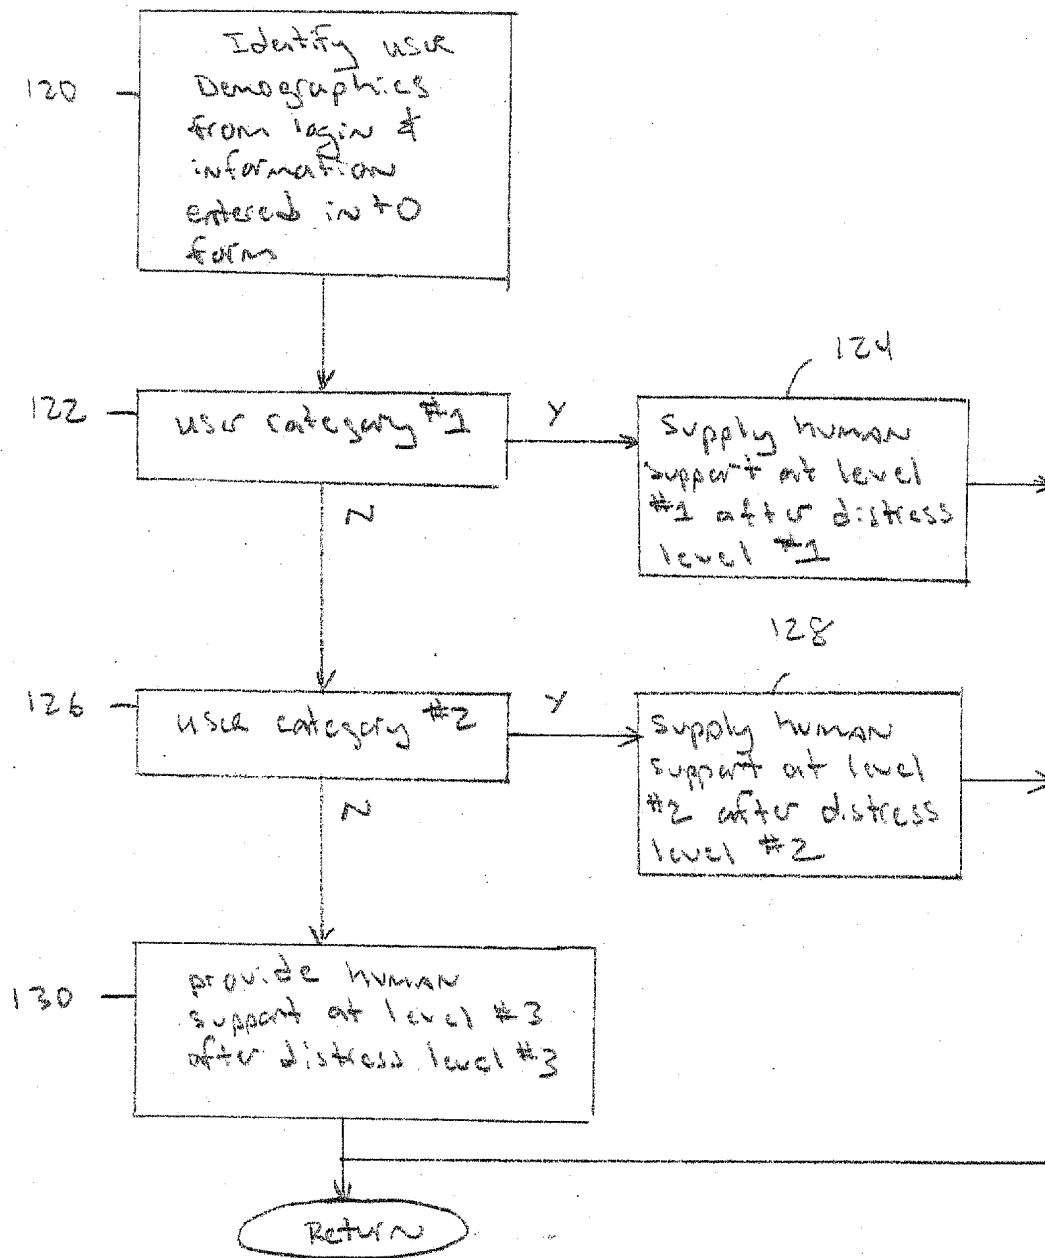 Identify user
120
Demographics
from login &
information
entered into
form
124
122
user category #1
Y
Supply human
support at level
#1 after distress
level #1
N
128
126
user category #2
Y
supply human
support at level
#2 after distress
level #2
N
130
provide human
support at level #3
after distress level #3
Return